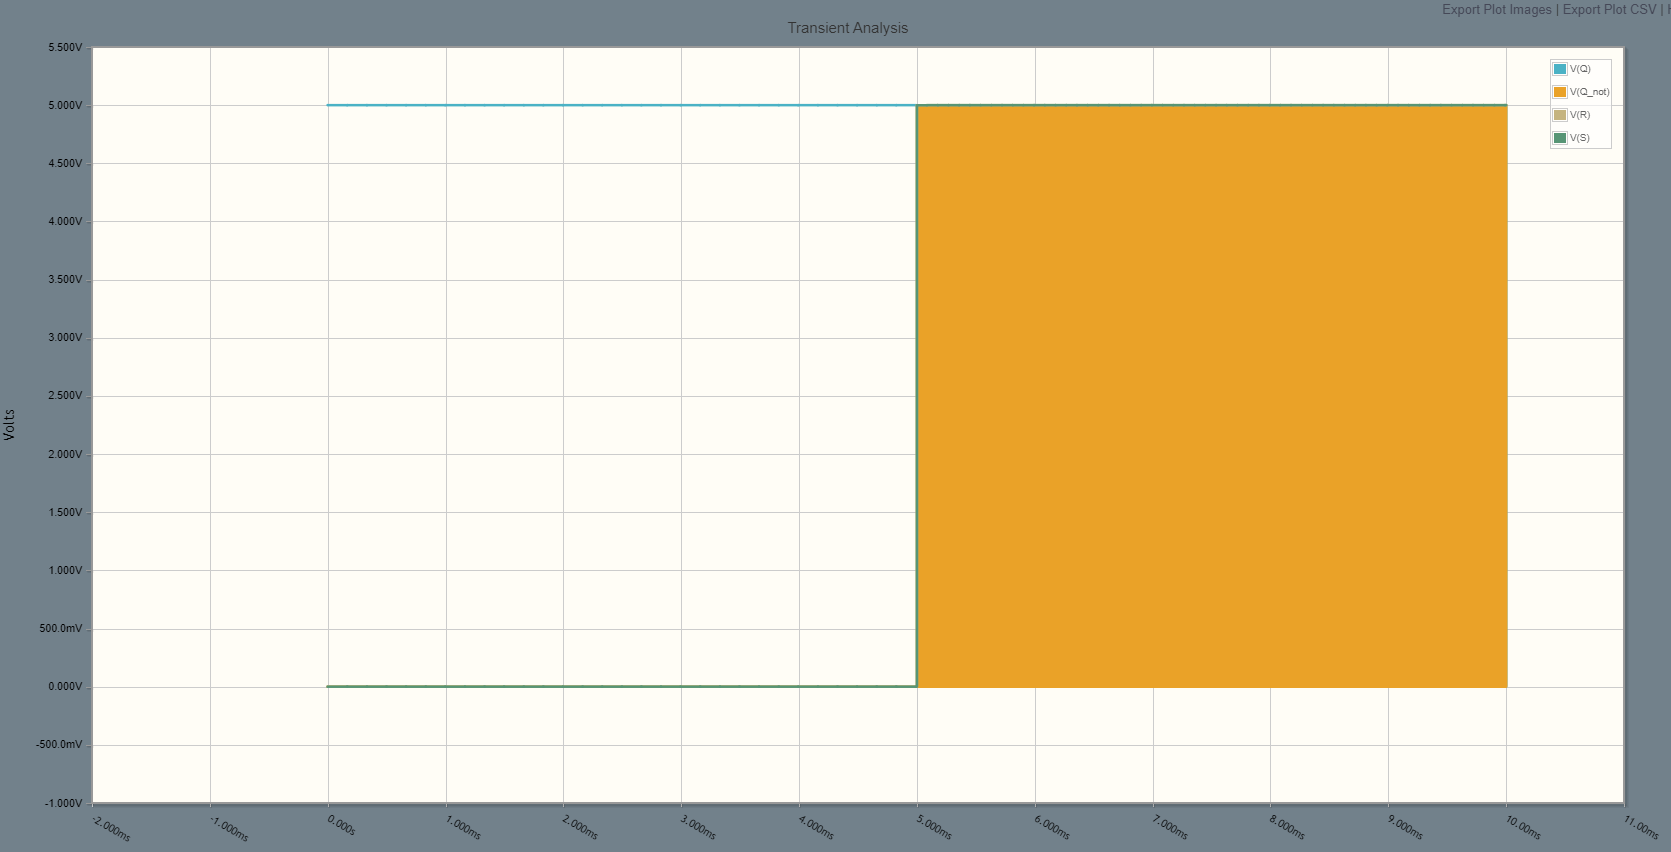 Export Plot Images | Export Plot CSV |
Transient Analysis
5.500V
5.000V
4.500V
4.000V
3.500V
3.000V
2.500V
2.000V
1.500V
1.000V
500.0mV
0.000V
-500.0mV
-1.000V
Volts
V(Q)
V(Q_not)
V(R)
V(S)
-2.000ms
-1.000ms
0.000s
1.000ms
2.000ms
3.000ms
4.000ms
5.000ms
6.000ms
7.000ms
8.000ms
9.000ms
10.00ms
11.00ms